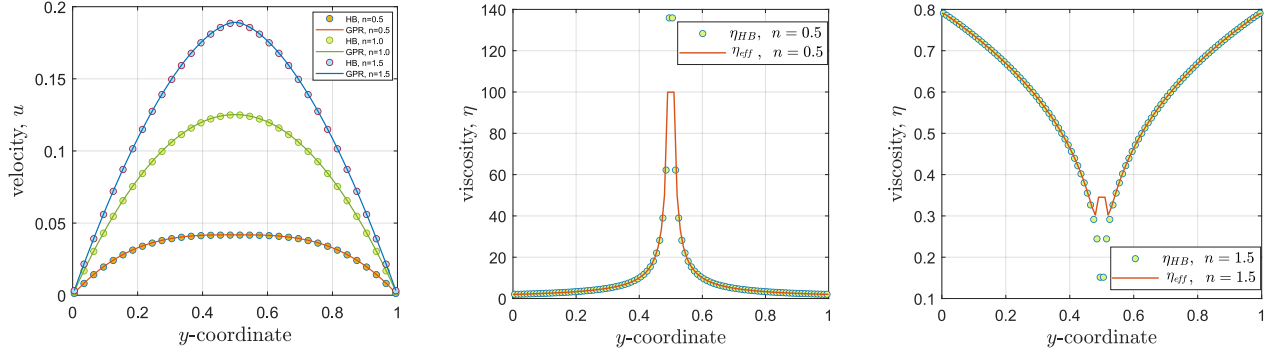 0.2
0.15
0.1
0.05
0
velocity, u
0 0.2 0.4 0.6 0.8 1
y-coordinate
HB, n=0.5
GPR, n=0.5
HB, n=1.0
GPR, n=1.0
HB, n=1.5
GPR, n=1.5
140
120
100
80
60
40
20
0
viscosity, η
0 0.2 0.4 0.6 0.8 1
y-coordinate
η_HB, n = 0.5
η_eff, n = 0.5
0.8
0.7
0.6
0.5
0.4
0.3
0.2
0.1
viscosity, η
0 0.2 0.4 0.6 0.8 1
y-coordinate
η_HB, n = 1.5
η_eff, n = 1.5